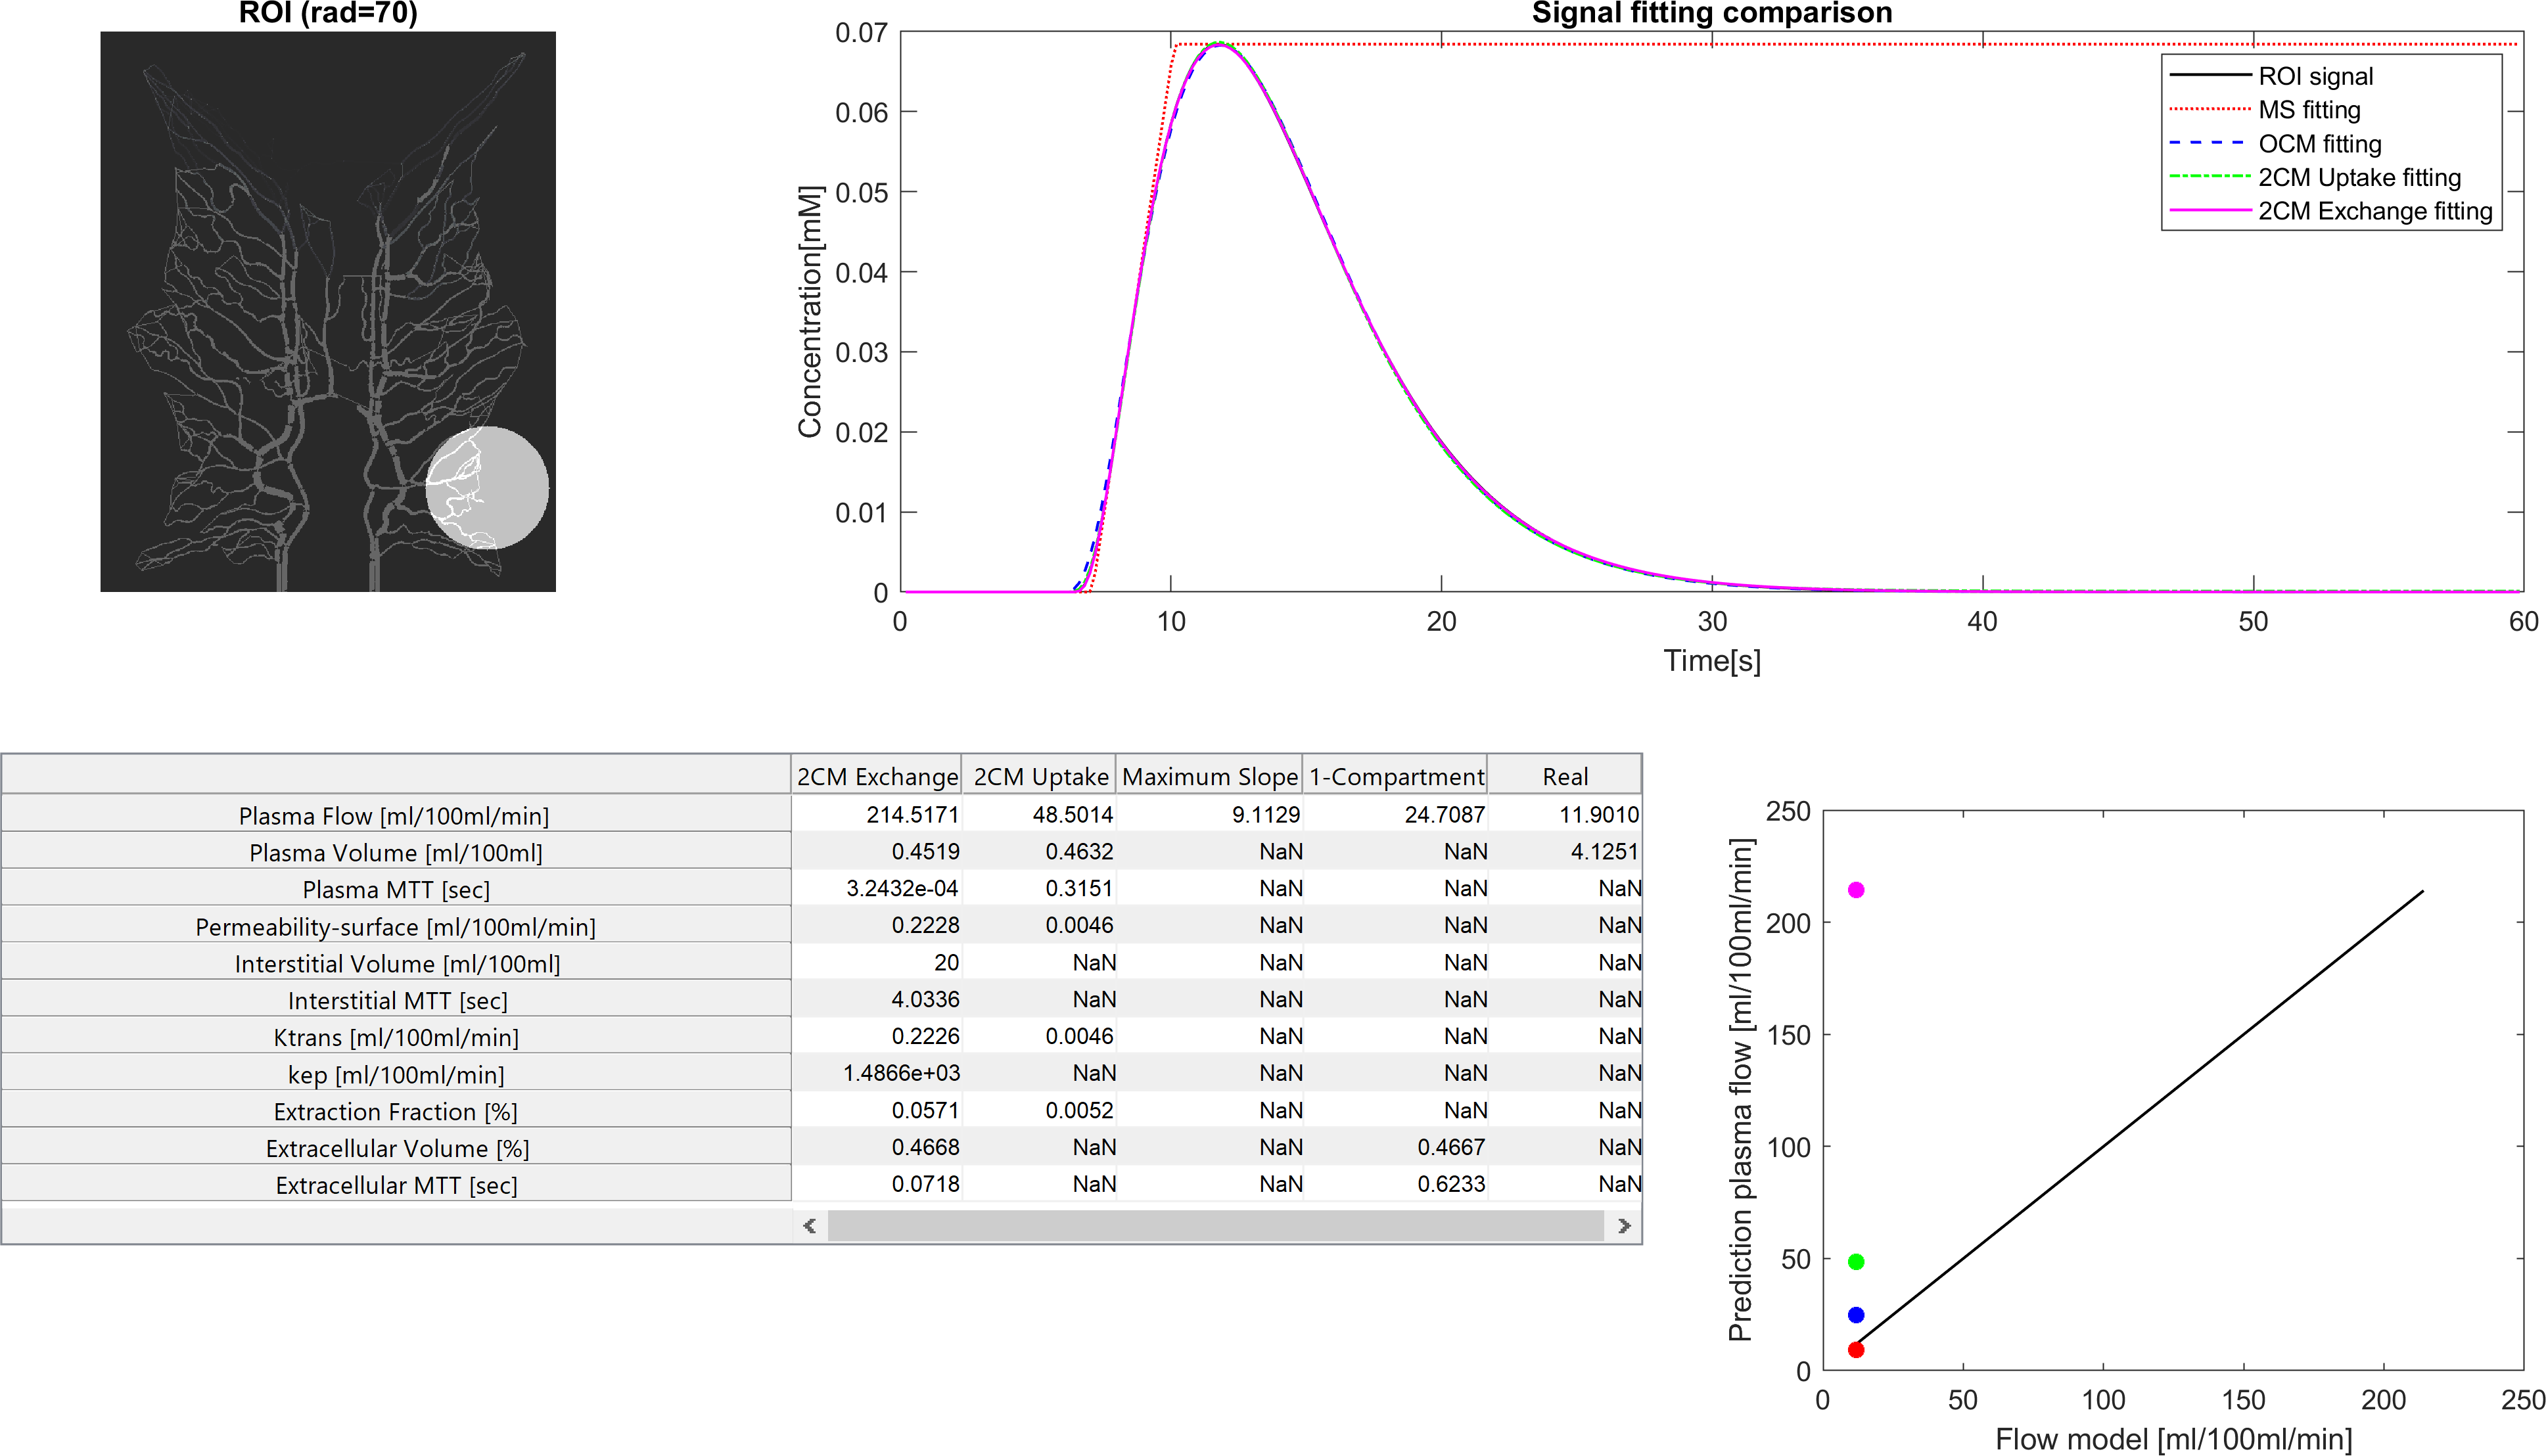 ROI (rad=70)
Signal fitting comparison
0.07
0.06
0.05
0.04
0.03
0.02
0.01
0
Concentration[mM]
0 10 20 30 40 50 60
Time[s]
ROI signal
MS fitting
OCM fitting
2CM Uptake fitting
2CM Exchange fitting
2CM Exchange 2CM Uptake Maximum Slope 1-Compartment Real
Plasma Flow [ml/100ml/min] 214.5171 48.5014 9.1129 24.7087 11.9010
Plasma Volume [ml/100ml] 0.4519 0.4632 NaN NaN 4.1251
Plasma MTT [sec] 3.2432e-04 0.3151 NaN NaN NaN
Permeability-surface [ml/100ml/min] 0.2228 0.0046 NaN NaN NaN
Interstitial Volume [ml/100ml] 20 NaN NaN NaN NaN
Interstitial MTT [sec] 4.0336 NaN NaN NaN NaN
Ktrans [ml/100ml/min] 0.2226 0.0046 NaN NaN NaN
kep [ml/100ml/min] 1.4866e+03 NaN NaN NaN NaN
Extraction Fraction [%] 0.0571 0.0052 NaN NaN NaN
Extracellular Volume [%] 0.4668 NaN NaN 0.4667 NaN
Extracellular MTT [sec] 0.0718 NaN NaN 0.6233 NaN
250
200
150
100
50
0
Prediction plasma flow [ml/100ml/min]
0 50 100 150 200 250
Flow model [ml/100ml/min]